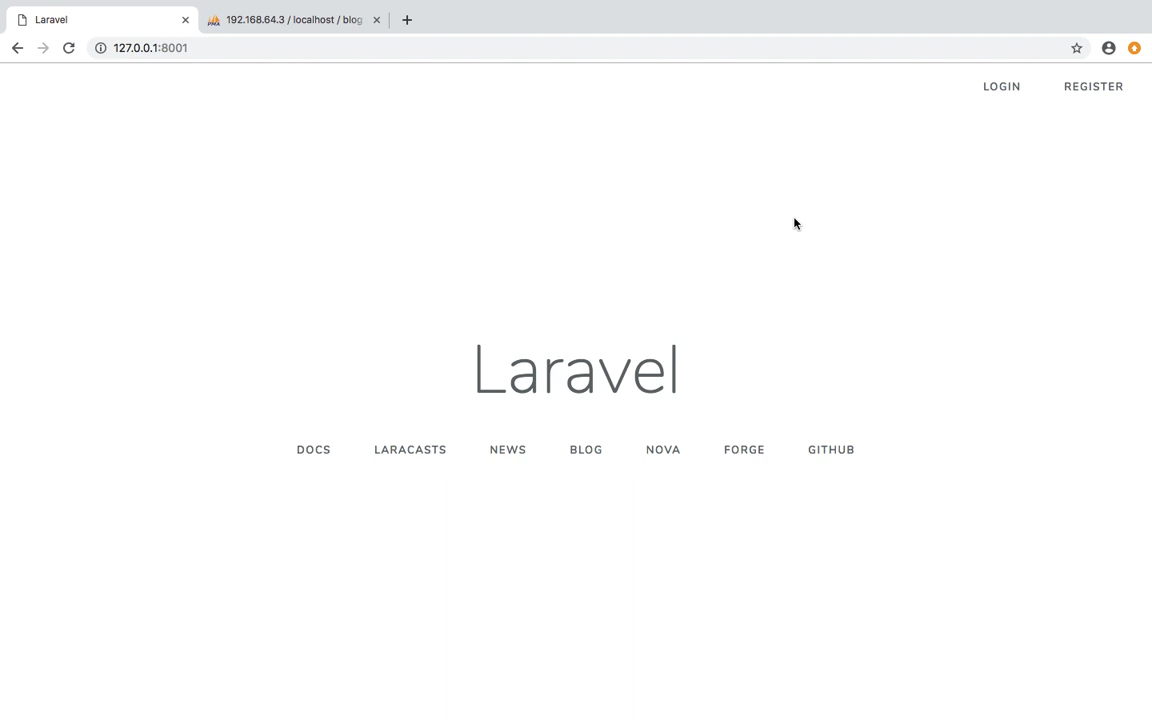 Laravel
192.168.64.3 / localhost / blog
127.0.0.1:8001
LOGIN REGISTER
Laravel
DOCS LARACASTS NEWS BLOG NOVA FORGE GITHUB